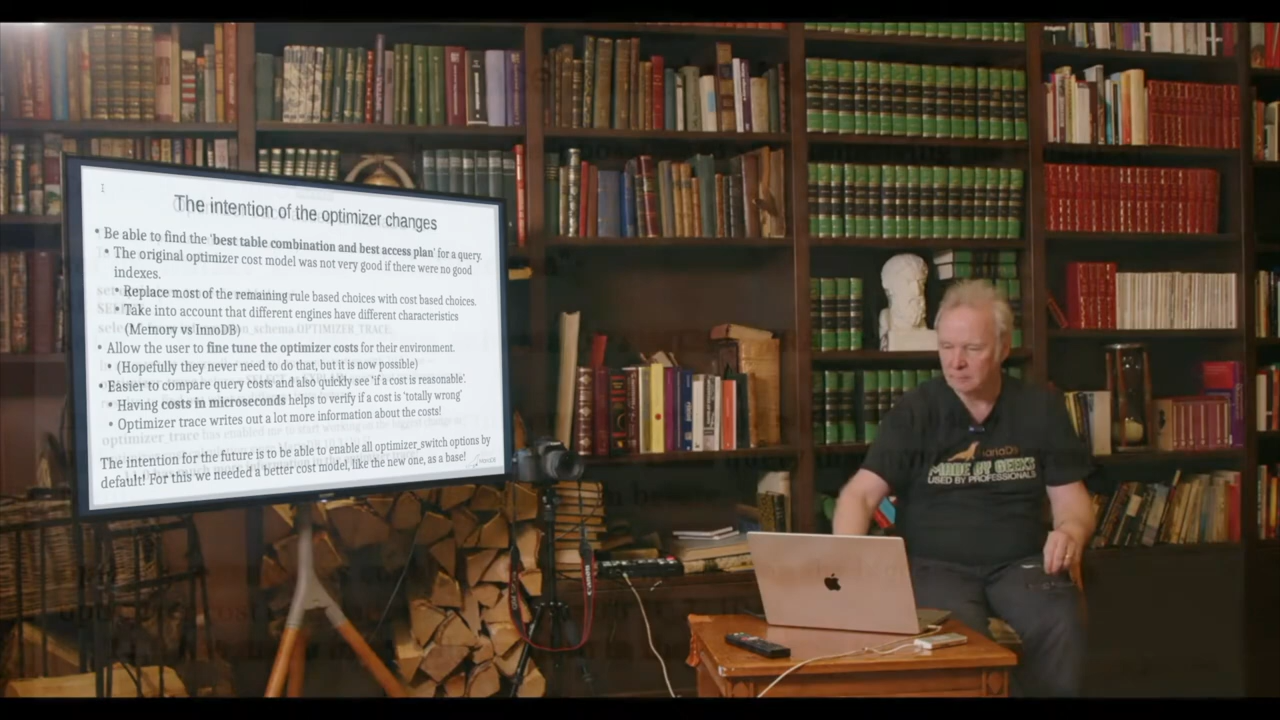 The intention of the optimizer changes
• Be able to find the 'best table combination and best access plan' for a query.
• The original optimizer cost model was not very good if there were no good
indexes.
• Replace most of the remaining rule based choices with cost based choices.
• Take into account that different engines have different characteristics
(Memory vs InnoDB)
• Allow the user to fine tune the optimizer costs for their environment.
• (Hopefully they never need to do that, but it is now possible)
• Easier to compare query costs and also quickly see 'if a cost is reasonable'.
• Having costs in microseconds helps to verify if a cost is 'totally wrong'
• Optimizer trace writes out a lot more information about the costs!
The intention for the future is to be able to enable all optimizer_switch options by
default! For this we needed a better cost model, like the new one, as a base!
MariaDB
MADE BY GEEKS
USED BY PROFESSIONALS